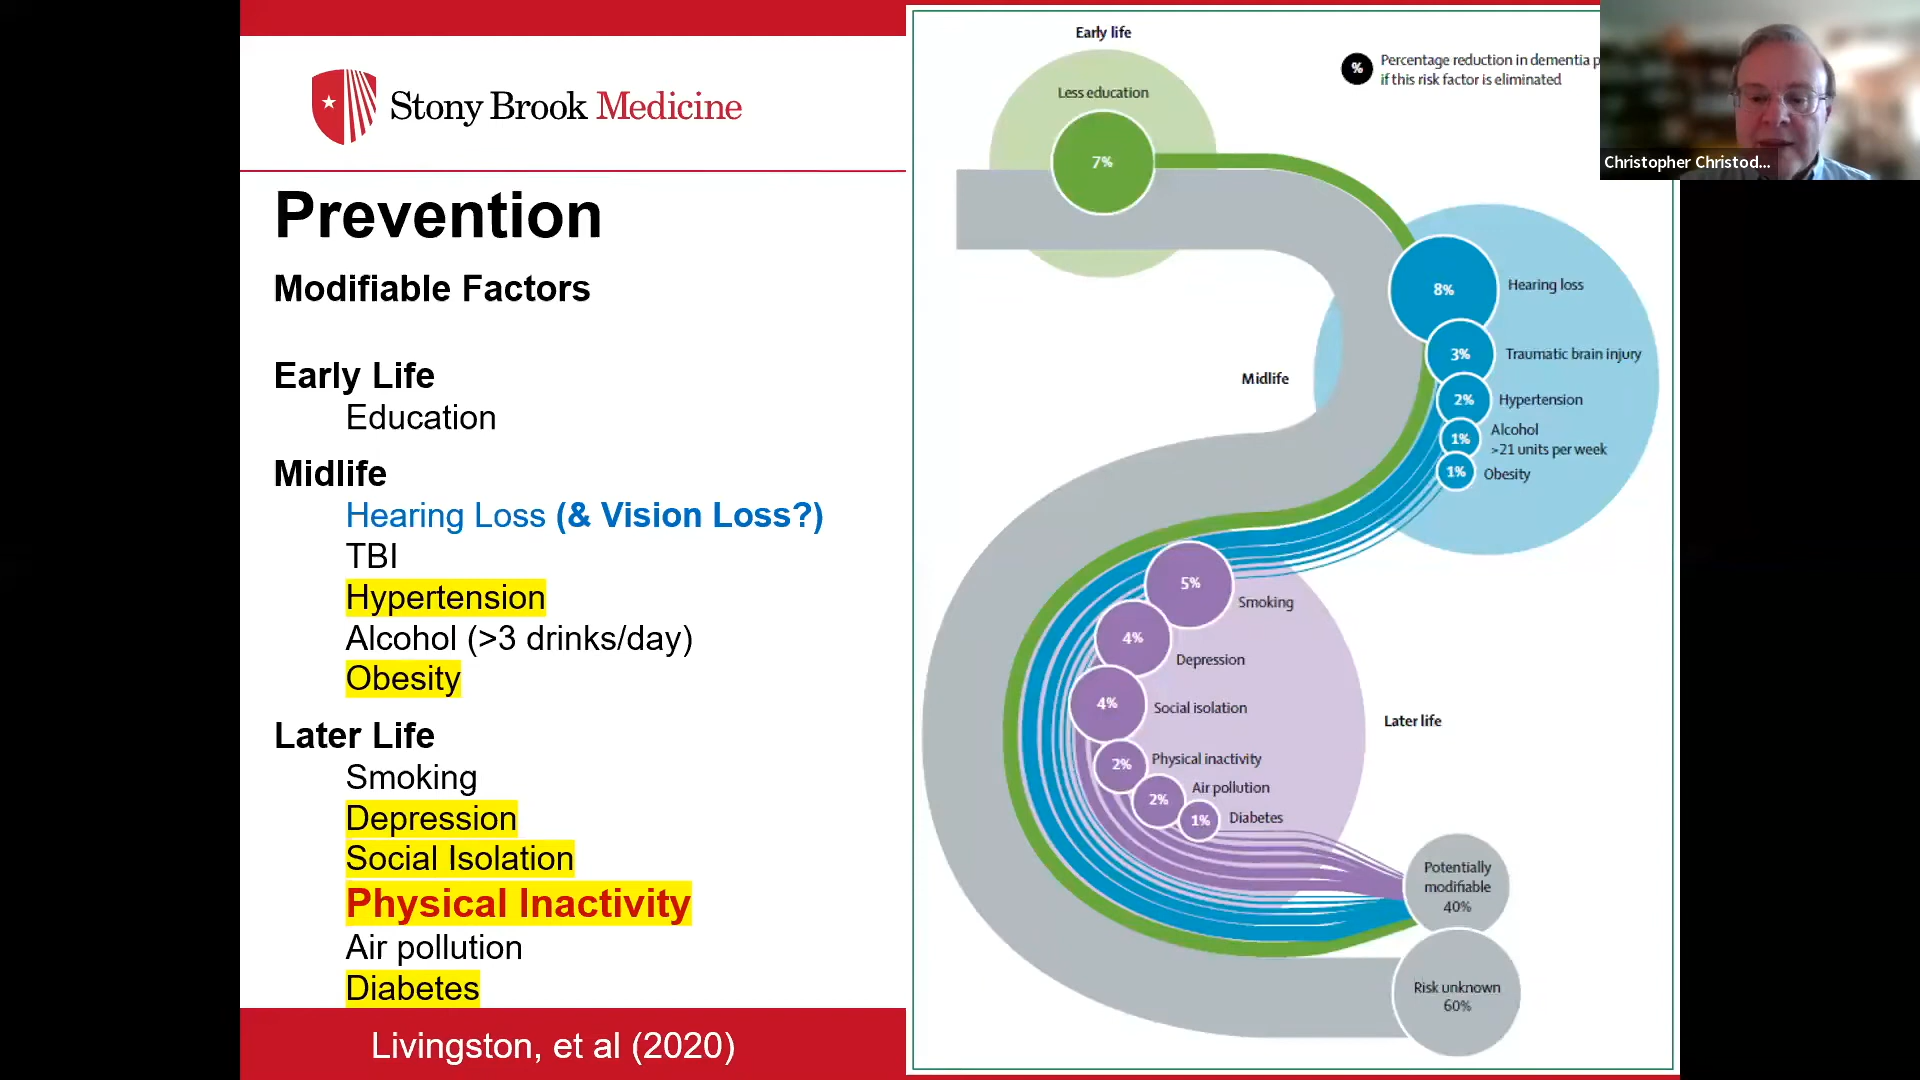 Stony Brook Medicine
Prevention
Modifiable Factors
Early Life
Education
Midlife
Hearing Loss (& Vision Loss?)
TBI
Hypertension
Alcohol (>3 drinks/day)
Obesity
Later Life
Smoking
Depression
Social Isolation
Physical Inactivity
Air pollution
Diabetes
Livingston, et al (2020)
Early life
Less education
7%
%
Percentage reduction in dementia p
if this risk factor is eliminated
8%
Hearing loss
3%
Traumatic brain injury
Midlife
2%
Hypertension
1%
Alcohol
>21 units per week
1%
Obesity
5%
Smoking
4%
Depression
4%
Social isolation
Later life
2%
Physical inactivity
2%
Air pollution
1%
Diabetes
Potentially
modifiable
40%
Risk unknown
60%
Christopher Christod...